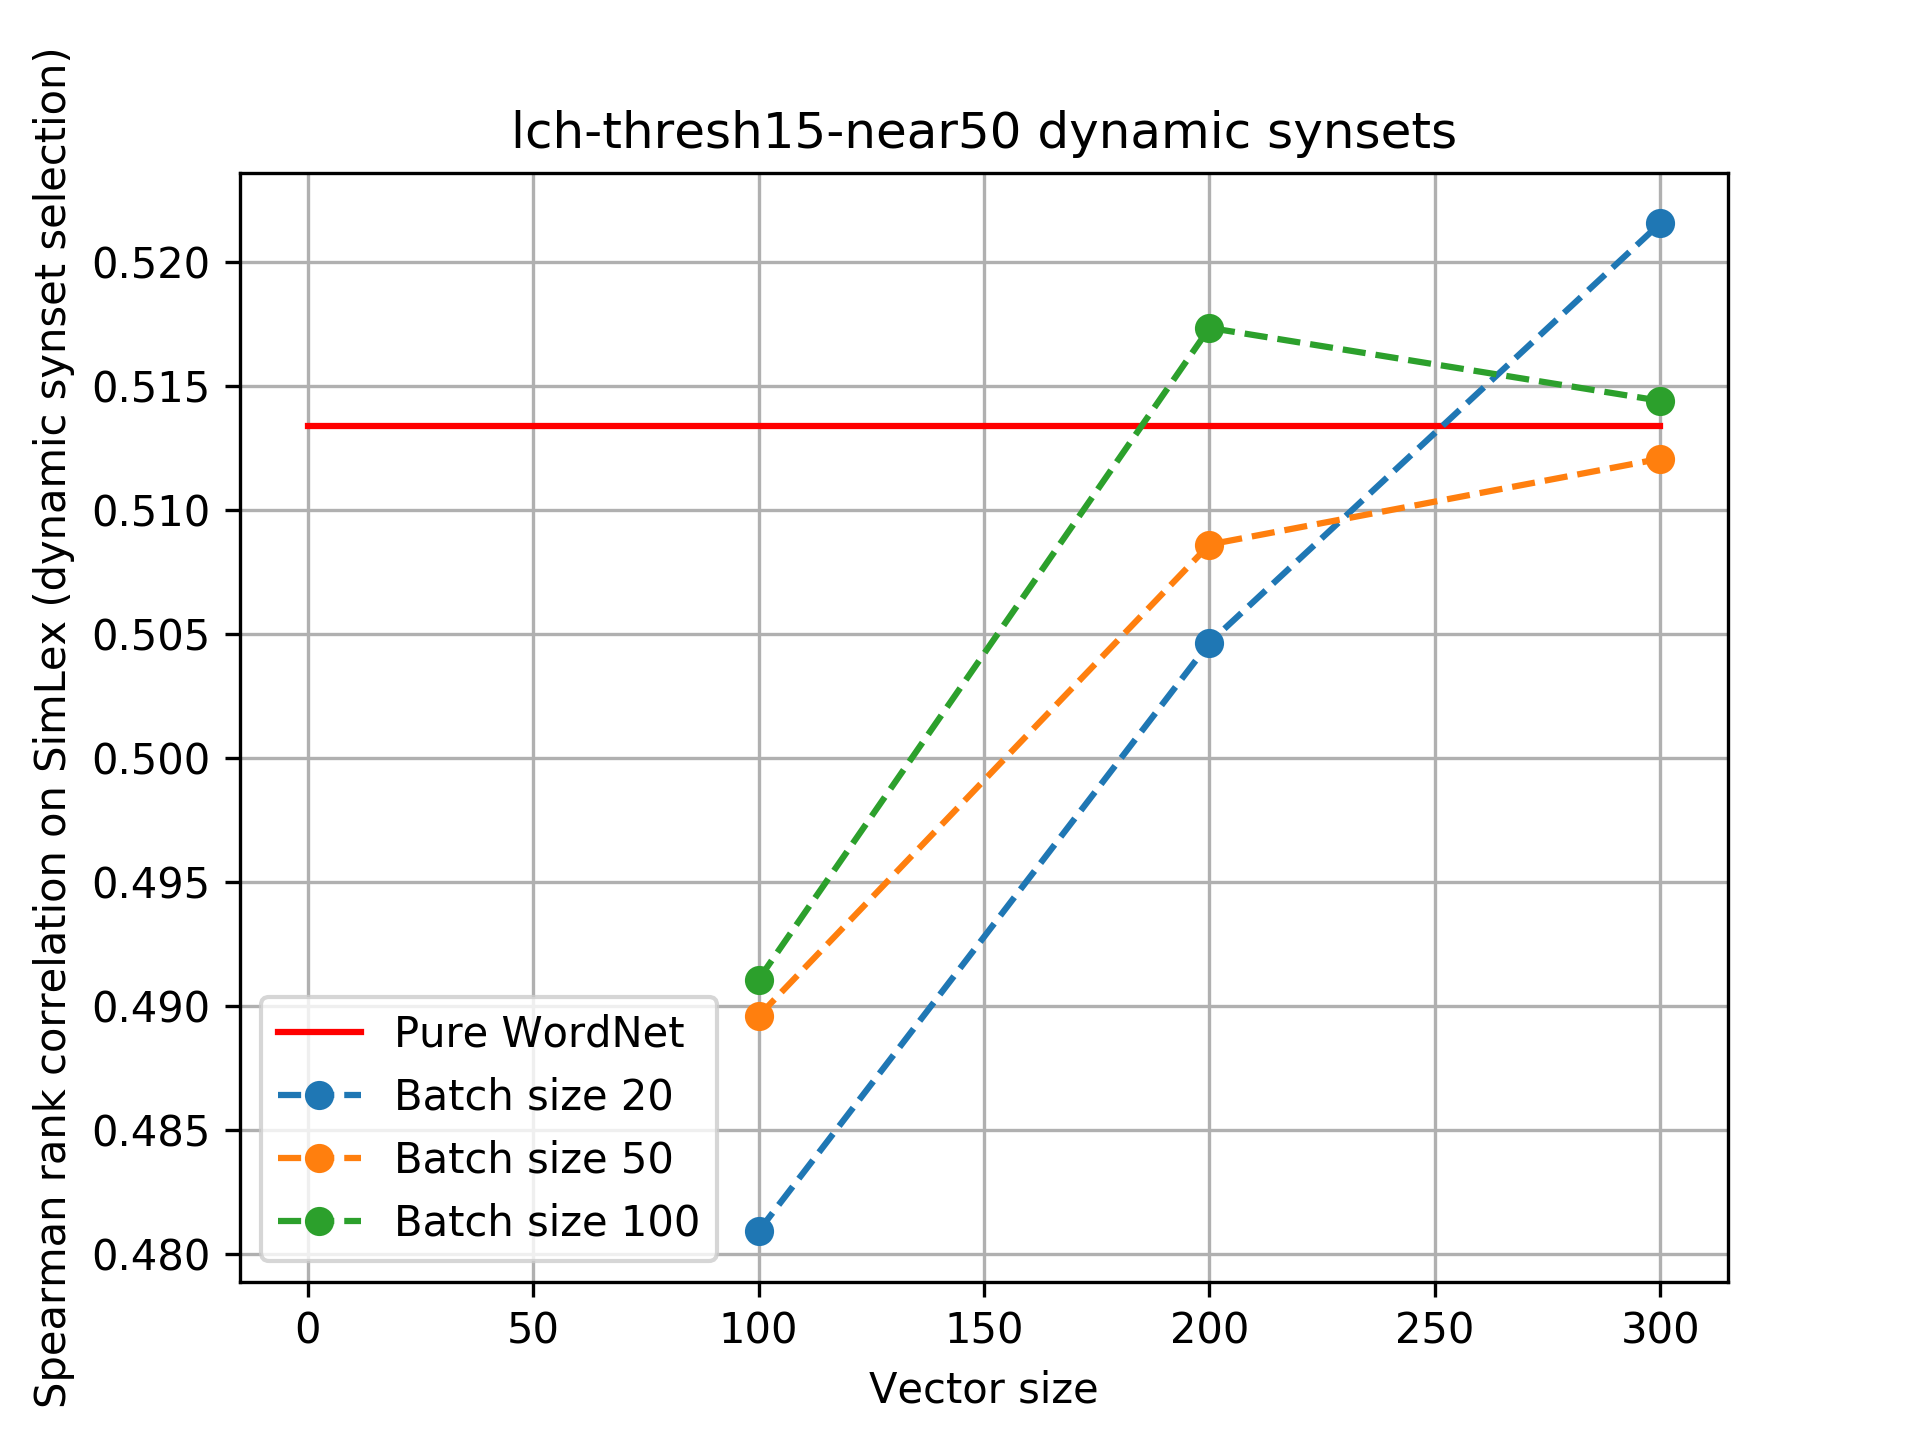 lch-thresh15-near50 dynamic synsets
Spearman rank correlation on SimLex (dynamic synset selection)
0.520
0.515
0.510
0.505
0.500
0.495
0.490
0.485
0.480
Pure WordNet
Batch size 20
Batch size 50
Batch size 100
0 50 100 150 200 250 300
Vector size